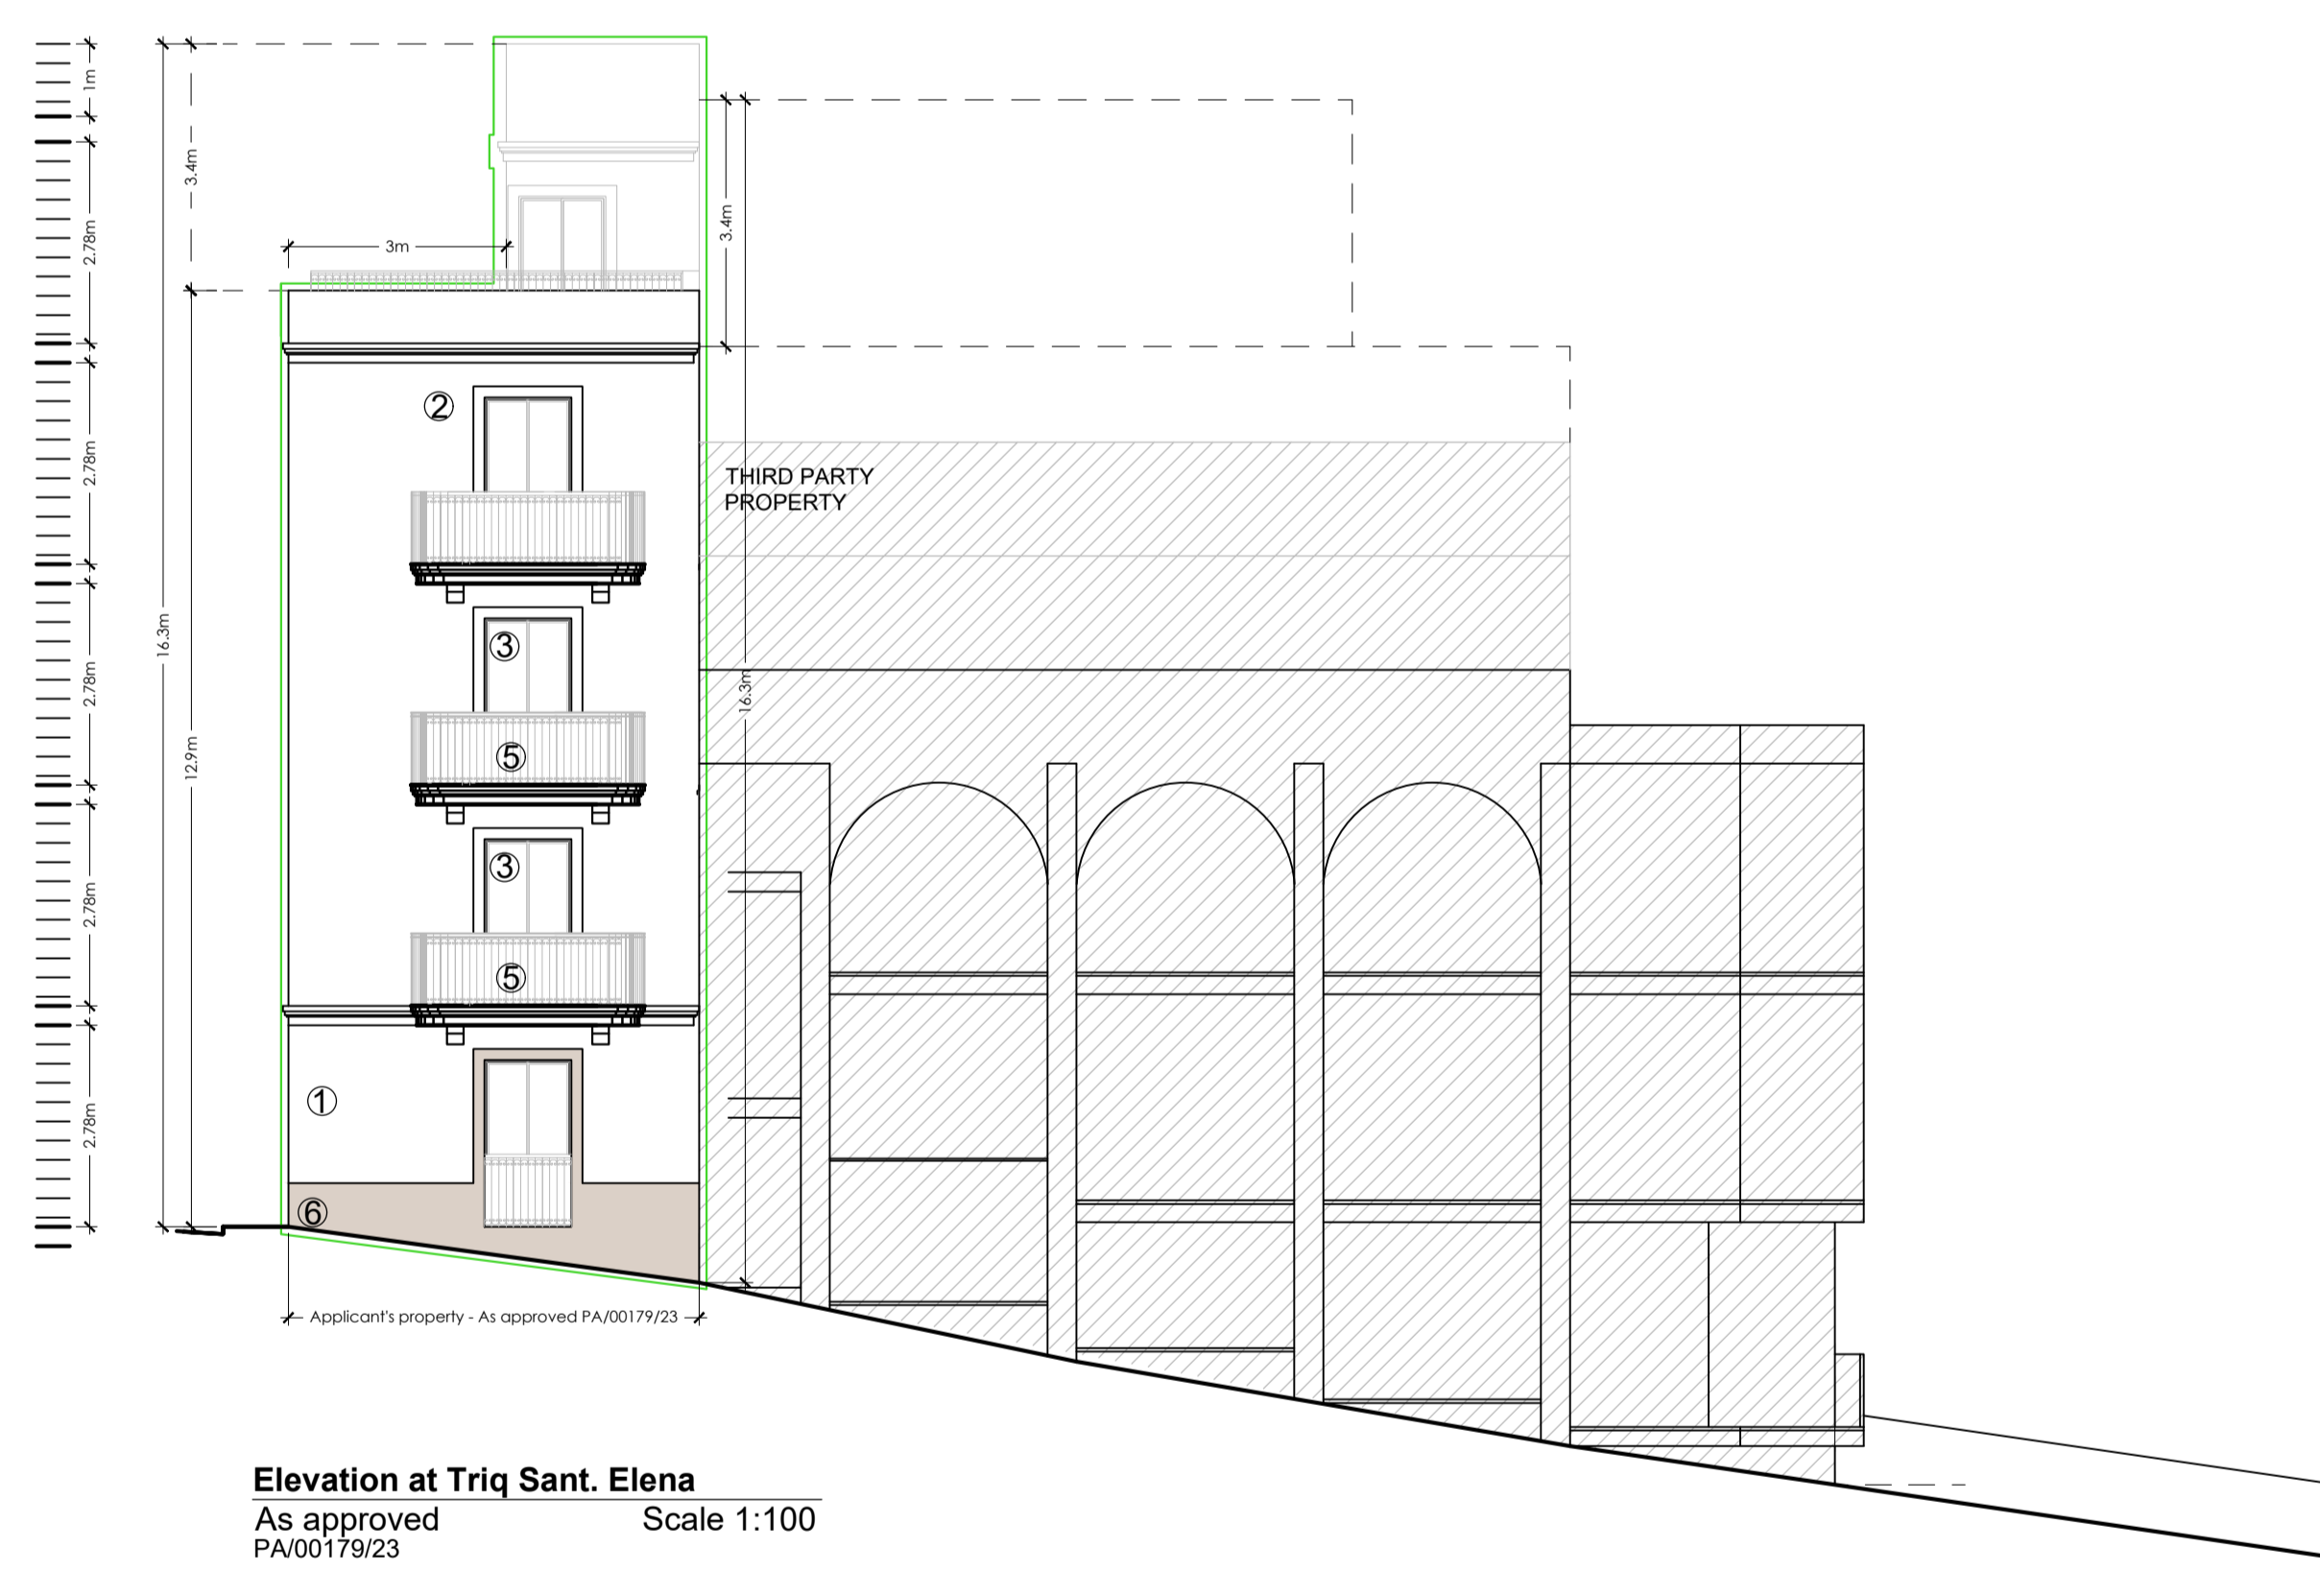 1m
3.4m
2.78m
3m
3.4m
②
2.78m
THIRD PARTY
PROPERTY
16.3m
③
2.78m
16.3m
12.9m
⑤
③
2.78m
⑤
①
2.78m
⑥
Applicant's property - As approved PA/00179/23
Elevation at Triq Sant. Elena
As approved Scale 1:100
PA/00179/23